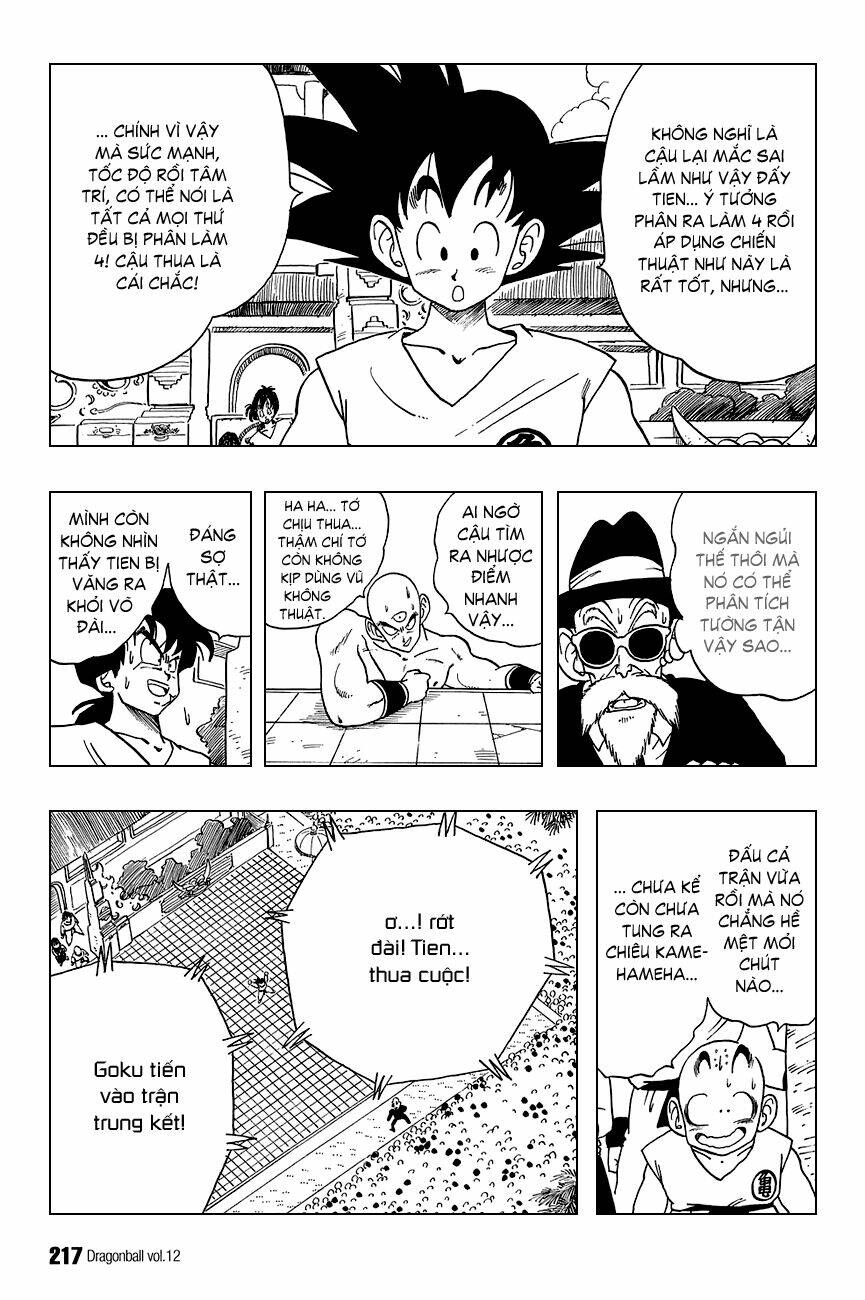 KHÔNG NGHĨ LÀ
CẬU LẠI MẮC SAI
LẦM NHƯ VẬY ĐẤY
TIEN... Ý TƯỞNG
PHÂN RA LÀM 4 RỒI
ÁP DỤNG CHIẾN
THUẬT NHƯ NÀY LÀ
RẤT TỐT, NHƯNG...
... CHÍNH VÌ VẬY
MÀ SỨC MẠNH,
TỐC ĐỘ RỒI TÂM
TRÍ, CÓ THỂ NÓI LÀ
TẤT CẢ MỌI THỨ
ĐỀU BỊ PHÂN LÀM
4! CẬU THUA LÀ
CÁI CHẮC!
亀
NGẮN NGỦI
THẾ THÔI MÀ
NÓ CÓ THỂ
PHÂN TÍCH
TƯỜNG TẬN
VẬY SAO...
AI NGỜ
CẬU TÌM
RA NHƯỢC
ĐIỂM
NHANH
VẬY...
HA HA... TỚ
CHỊU THUA...
THẬM CHÍ TỚ
CÒN KHÔNG
KỊP DÙNG VŨ
KHÔNG
THUẬT.
ĐÁNG
SỢ
THẬT...
MÌNH CÒN
KHÔNG NHÌN
THẤY TIEN BỊ
VĂNG RA
KHỎI VÕ
ĐÀI...
ĐẤU CẢ
TRẬN VỪA
RỒI MÀ NÓ
CHẲNG HỀ
MỆT MỎI
CHÚT
NÀO...
... CHƯA KỂ
CÒN CHƯA
TUNG RA
CHIÊU KAME-
HAMEHA...
亀
ơ...! rớt
đài! Tien...
thua cuộc!
Goku tiến
vào trận
trung kết!
217 Dragonball vol.12